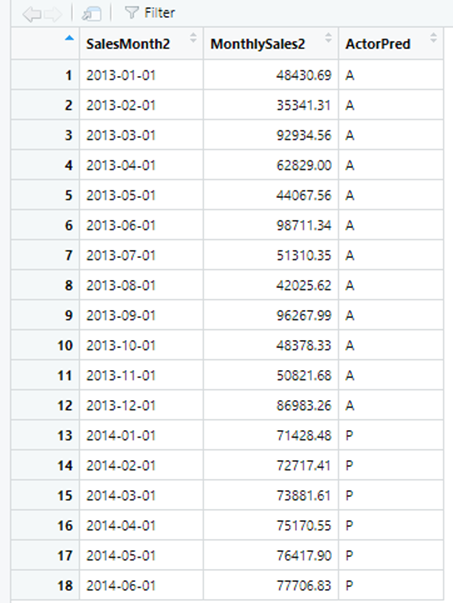 Filter
SalesMonth2 MonthlySales2 ActorPred
1 2013-01-01 48430.69 A
2 2013-02-01 35341.31 A
3 2013-03-01 92934.56 A
4 2013-04-01 62829.00 A
5 2013-05-01 44067.56 A
6 2013-06-01 98711.34 A
7 2013-07-01 51310.35 A
8 2013-08-01 42025.62 A
9 2013-09-01 96267.99 A
10 2013-10-01 48378.33 A
11 2013-11-01 50821.68 A
12 2013-12-01 86983.26 A
13 2014-01-01 71428.48 P
14 2014-02-01 72717.41 P
15 2014-03-01 73881.61 P
16 2014-04-01 75170.55 P
17 2014-05-01 76417.90 P
18 2014-06-01 77706.83 P